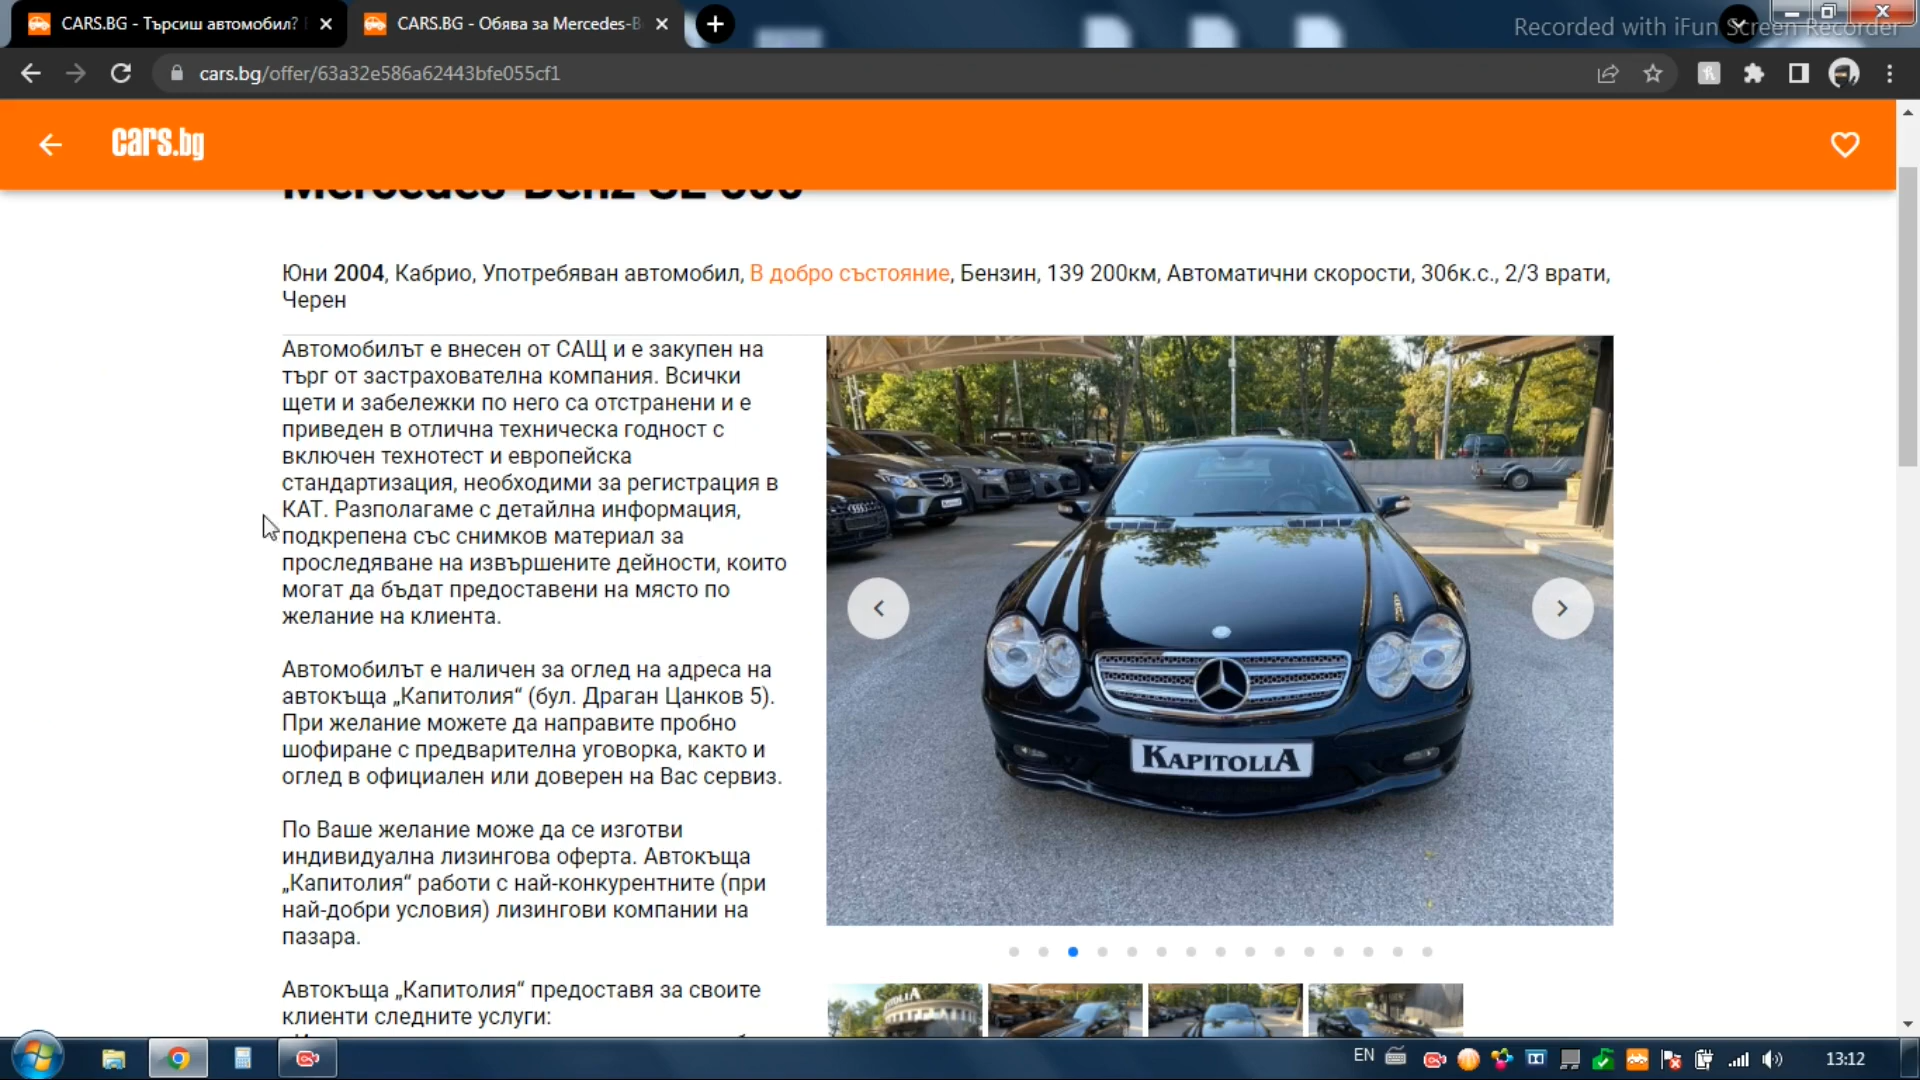 CARS.BG - Търсиш автомобил?
CARS.BG - Обява за Mercedes-B
Recorded with iFun Screen Recorder
cars.bg/offer/63a32e586a62443bfe055cf1
cars.bg
Mercedes-Benz SL 500
Юни 2004, Кабрио, Употребяван автомобил, В добро състояние, Бензин, 139 200км, Автоматични скорости, 306к.с., 2/3 врати,
Черен
Автомобилът е внесен от САЩ и е закупен на
търг от застрахователна компания. Всички
щети и забележки по него са отстранени и е
приведен в отлична техническа годност с
включен технотест и европейска
стандартизация, необходими за регистрация в
КАТ. Разполагаме с детайлна информация,
подкрепена със снимков материал за
проследяване на извършените дейности, които
могат да бъдат предоставени на място по
желание на клиента.
KAPITOLIA
Автомобилът е наличен за оглед на адреса на
автокъща „Капитолия“ (бул. Драган Цанков 5).
При желание можете да направите пробно
шофиране с предварителна уговорка, както и
оглед в официален или доверен на Вас сервиз.
По Ваше желание може да се изготви
индивидуална лизингова оферта. Автокъща
„Капитолия“ работи с най-конкурентните (при
най-добри условия) лизингови компании на
пазара.
Автокъща „Капитолия“ предоставя за своите
клиенти следните услуги:
EN
13:12